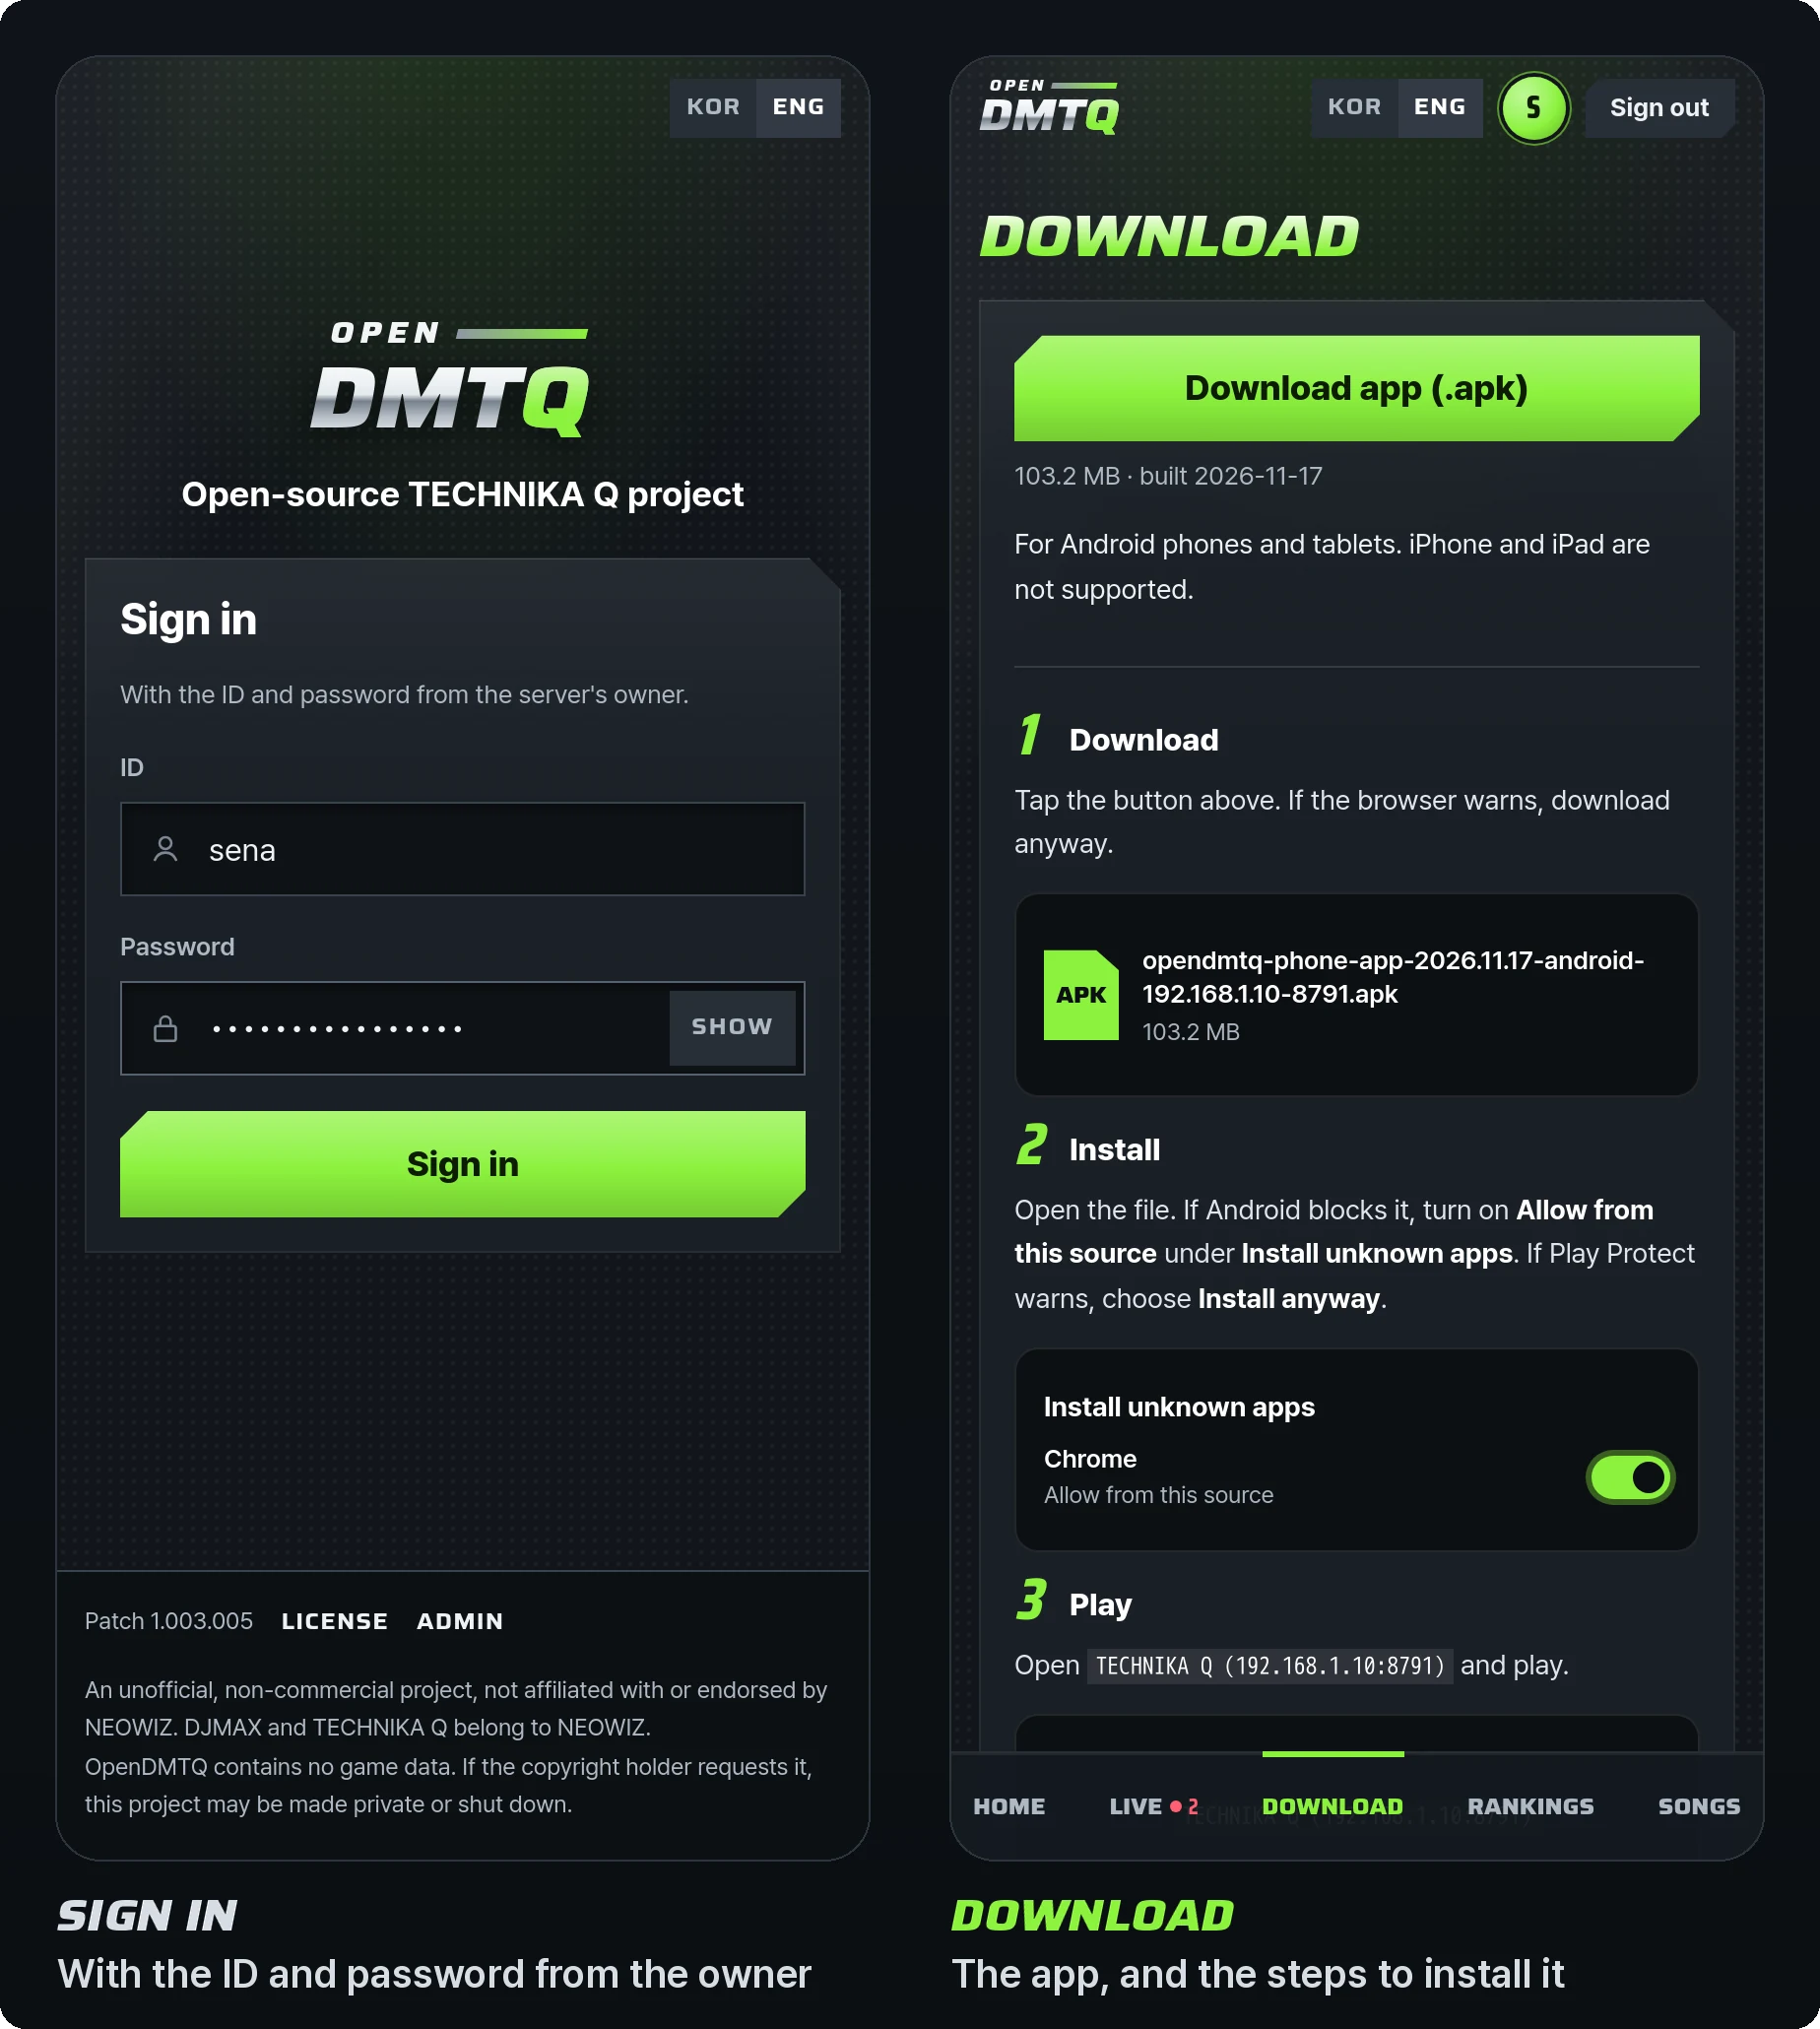 KOR ENG
OPEN
DMTQ
Open-source TECHNIKA Q project
Sign in
With the ID and password from the server's owner.
ID
sena
Password
••••••••••••••••
SHOW
Sign in
Patch 1.003.005 LICENSE ADMIN
An unofficial, non-commercial project, not affiliated with or endorsed by
NEOWIZ. DJMAX and TECHNIKA Q belong to NEOWIZ.
OpenDMTQ contains no game data. If the copyright holder requests it,
this project may be made private or shut down.
SIGN IN
With the ID and password from the owner
OPEN
DMTQ
KOR ENG S Sign out
DOWNLOAD
Download app (.apk)
103.2 MB · built 2026-11-17
For Android phones and tablets. iPhone and iPad are
not supported.
1 Download
Tap the button above. If the browser warns, download
anyway.
APK
opendmtq-phone-app-2026.11.17-android-
192.168.1.10-8791.apk
103.2 MB
2 Install
Open the file. If Android blocks it, turn on Allow from
this source under Install unknown apps. If Play Protect
warns, choose Install anyway.
Install unknown apps
Chrome
Allow from this source
3 Play
Open TECHNIKA Q (192.168.1.10:8791) and play.
TECHNIKA Q (192.168.1.10:8791)
HOME LIVE 2 DOWNLOAD RANKINGS SONGS
DOWNLOAD
The app, and the steps to install it